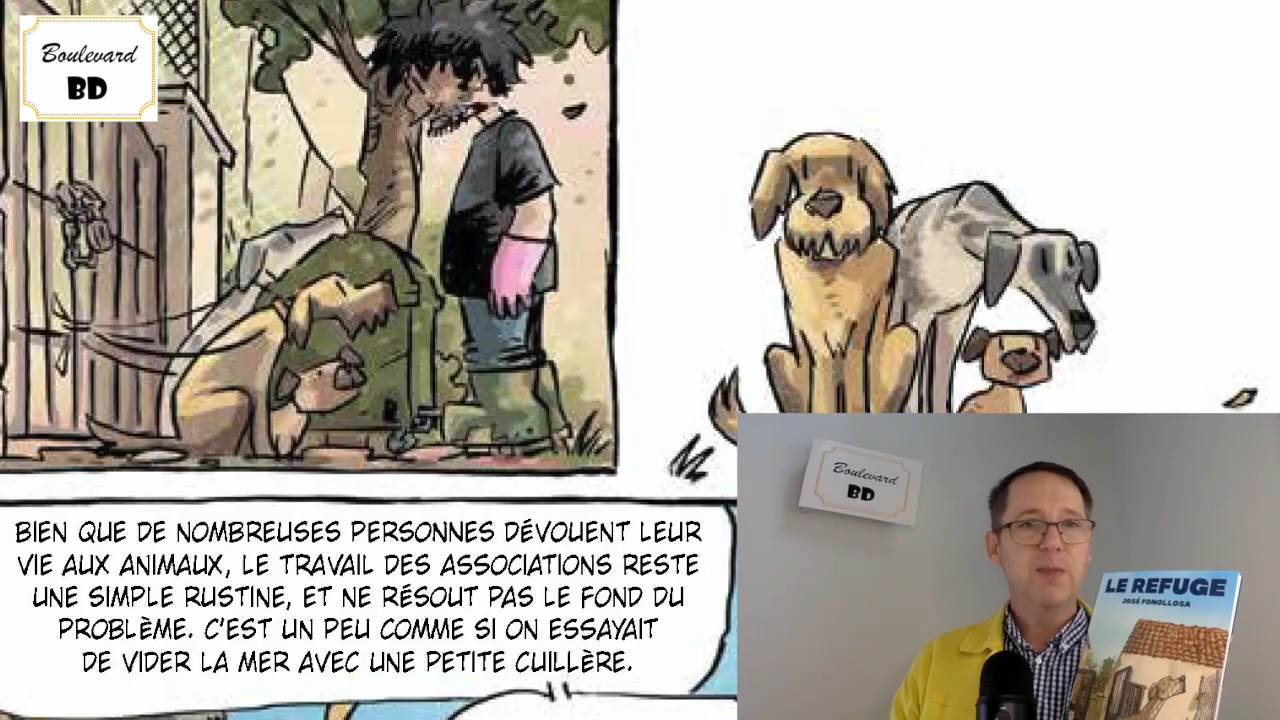 Boulevard
BD
BIEN QUE DE NOMBREUSES PERSONNES DÉVOUENT LEUR
VIE AUX ANIMAUX, LE TRAVAIL DES ASSOCIATIONS RESTE
UNE SIMPLE RUSTINE, ET NE RÉSOUT PAS LE FOND DU
PROBLÈME. C'EST UN PEU COMME SI ON ESSAYAIT
DE VIDER LA MER AVEC UNE PETITE CUILLÈRE.
Boulevard
BD
LE REFUGE
JOSÉ FONOLLOSA